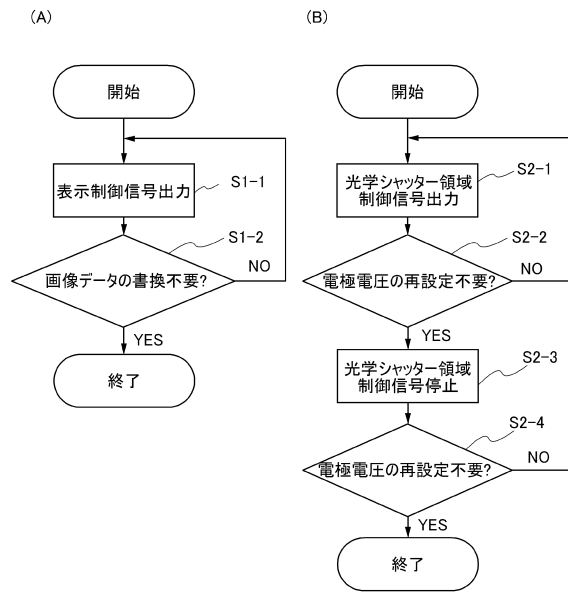 (A)
開始
表示制御信号出力
S1-1
S1-2
画像データの書換不要?
NO
YES
終了
(B)
開始
光学シャッター領域
制御信号出力
S2-1
S2-2
電極電圧の再設定不要?
NO
YES
光学シャッター領域
制御信号停止
S2-3
S2-4
電極電圧の再設定不要?
NO
YES
終了